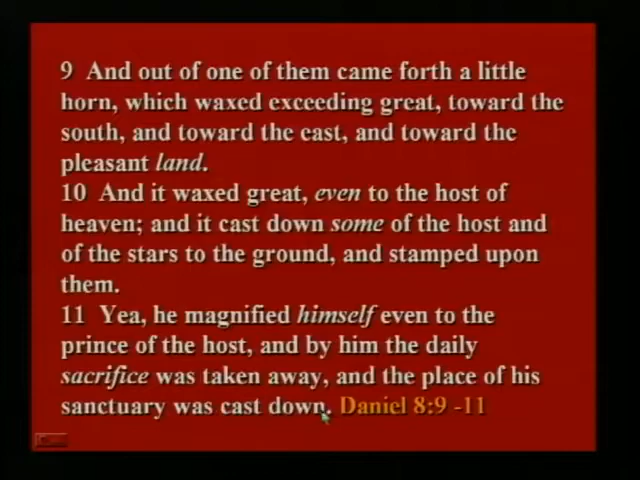 9 And out of one of them came forth a little
horn, which waxed exceeding great, toward the
south, and toward the east, and toward the
pleasant land.
10 And it waxed great, even to the host of
heaven; and it cast down some of the host and
of the stars to the ground, and stamped upon
them.
11 Yea, he magnified himself even to the
prince of the host, and by him the daily
sacrifice was taken away, and the place of his
sanctuary was cast down. Daniel 8:9 -11